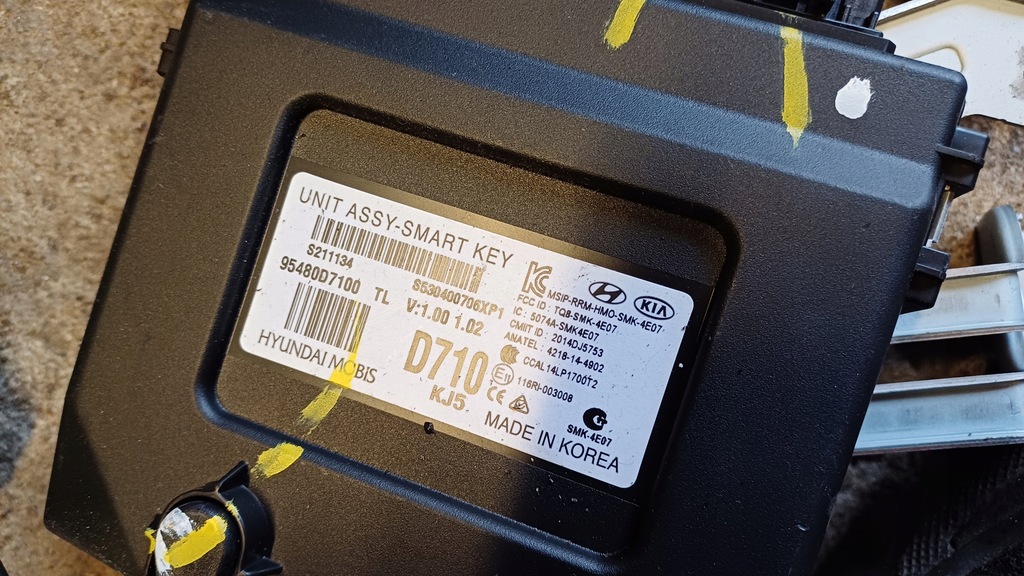 UNIT ASSY-SMART KEY
S211134
S530400706XP1
95480D7100 TL V:1.00 1.02
D710
KJ5
HYUNDAI MOBIS
MSIP-RRM-HMO-SMK-4E07
FCC ID : TQ8-SMK-4E07
IC : 5074A-SMK4E07
CMIIT ID : 2014DJ5753
ANATEL : 4218-14-4902
CCAL14LP1700T2
116RI-003008
CE
KIA
SMK-4E07
MADE IN KOREA